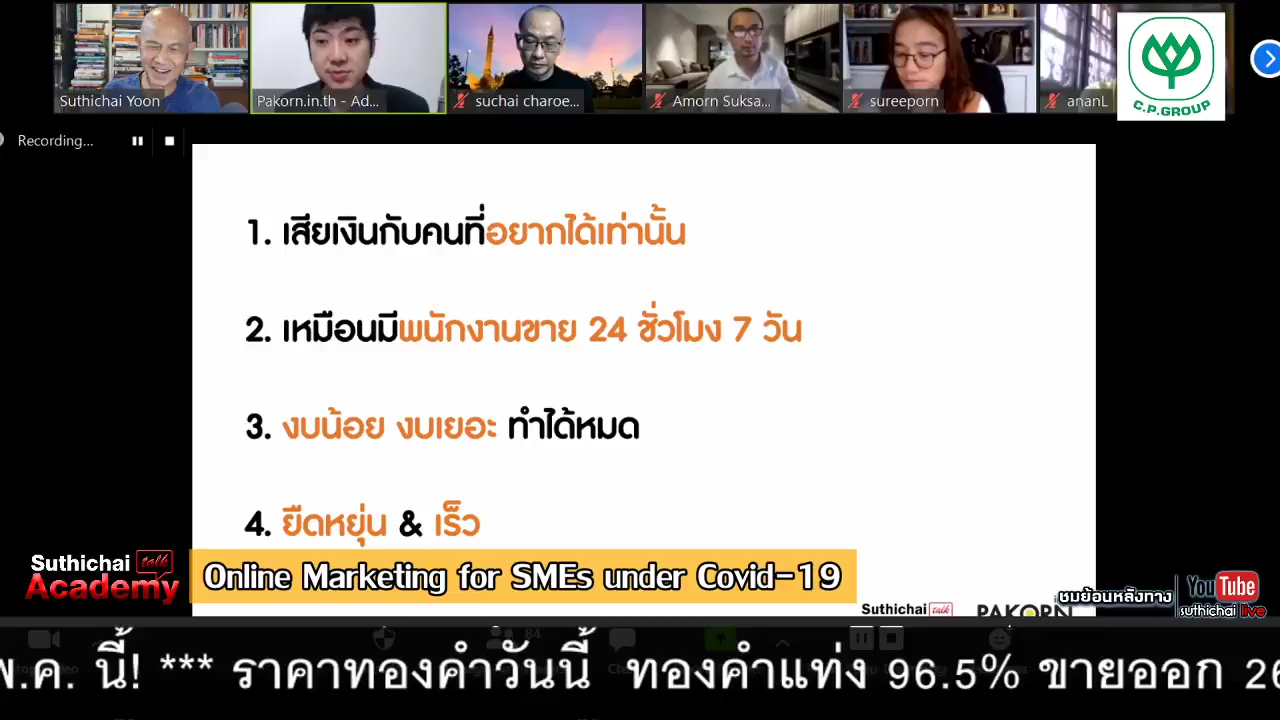 Suthichai Yoon
Pakorn.in.th - Ad...
suchai charoe...
Amorn Suksa...
sureeporn
ananL
C.P.GROUP
Recording...
1. เสียเงินกับคนที่อยากได้เท่านั้น
2. เหมือนมีพนักงานขาย 24 ชั่วโมง 7 วัน
3. งบน้อย งบเยอะ ทำได้หมด
4. ยืดหยุ่น & เร็ว
Suthichai talk
Academy
Online Marketing for SMEs under Covid-19
Suthichai talk
PAKORN
ชมย้อนหลังทาง
YouTube
suthichai live
84
พ.ค. นี้! *** ราคาทองคำวันนี้ ทองคำแท่ง 96.5% ขายออก 26